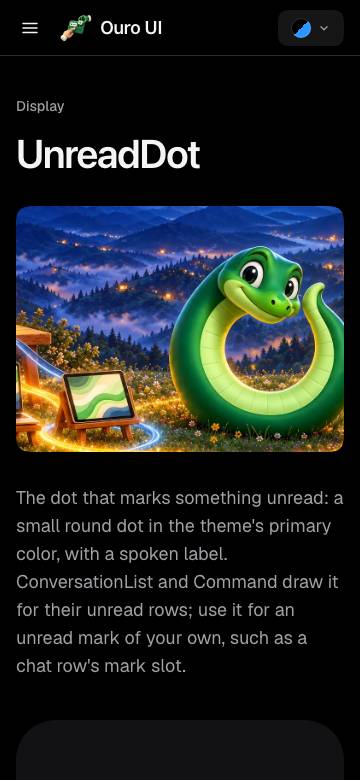 Ouro UI
Display
UnreadDot
The dot that marks something unread: a
small round dot in the theme's primary
color, with a spoken label.
ConversationList and Command draw it
for their unread rows; use it for an
unread mark of your own, such as a
chat row's mark slot.